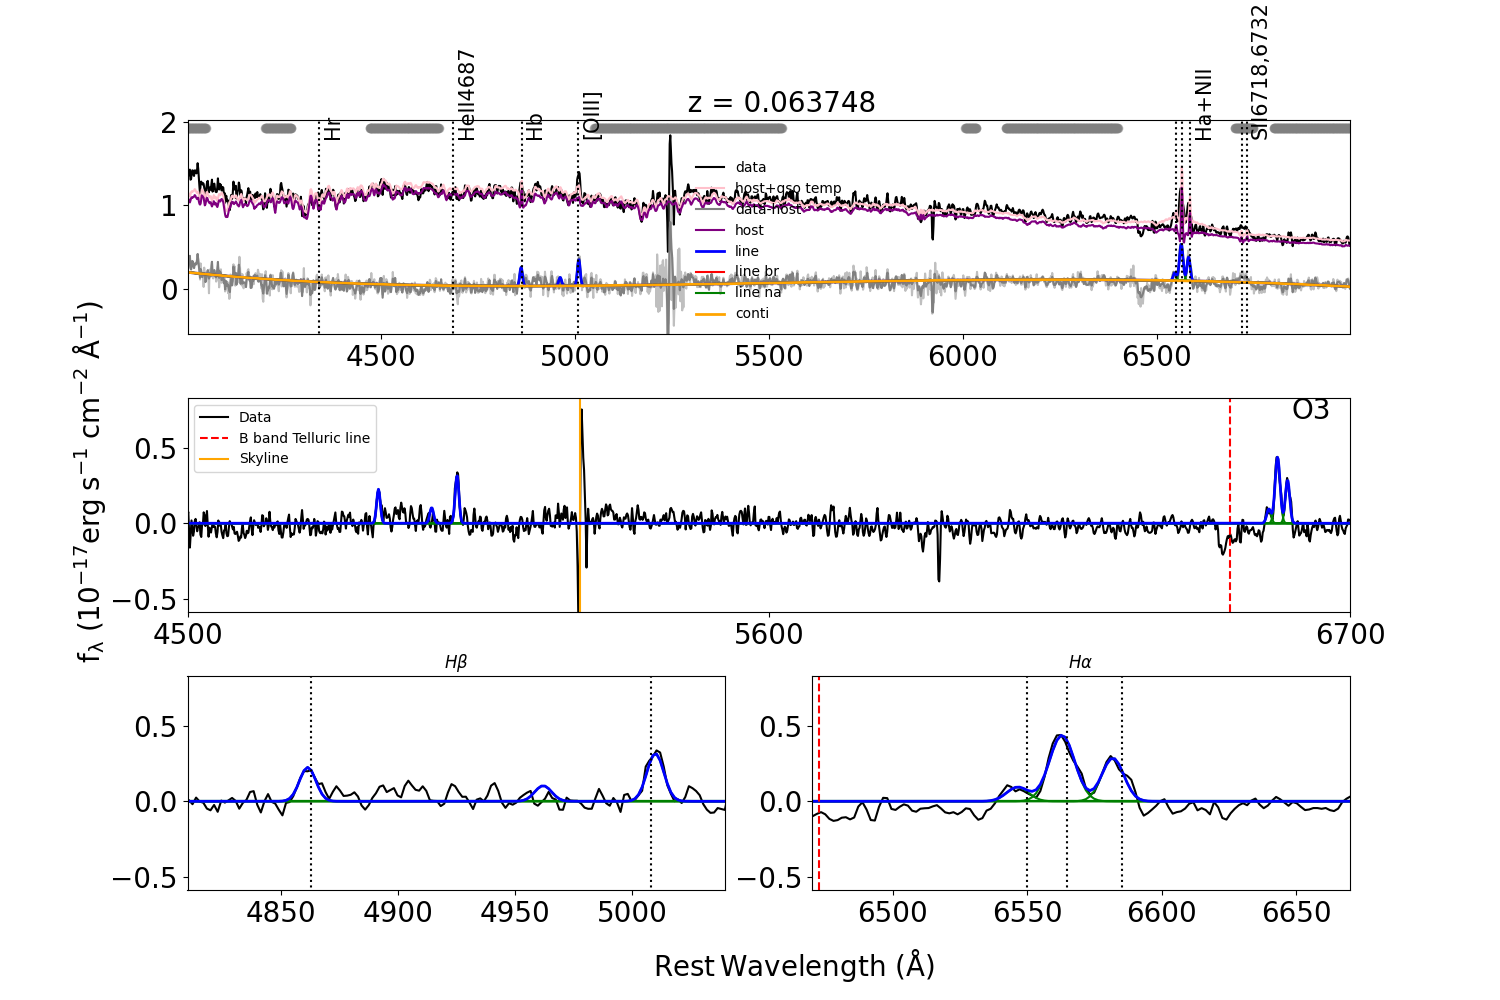 z = 0.063748
Hr
HeII4687
Hb
[OIII]
Ha+NII
SII6718,6732
2
1
0
data
host+qso temp
data-host
host
line
line br
line na
conti
4500
5000
5500
6000
6500
fλ (10⁻¹⁷erg s⁻¹ cm⁻² Å⁻¹)
O3
Data
B band Telluric line
Skyline
0.5
0.0
−0.5
4500
5600
6700
Hβ
0.5
0.0
−0.5
4850
4900
4950
5000
Hα
0.5
0.0
−0.5
6500
6550
6600
6650
Rest Wavelength (Å)